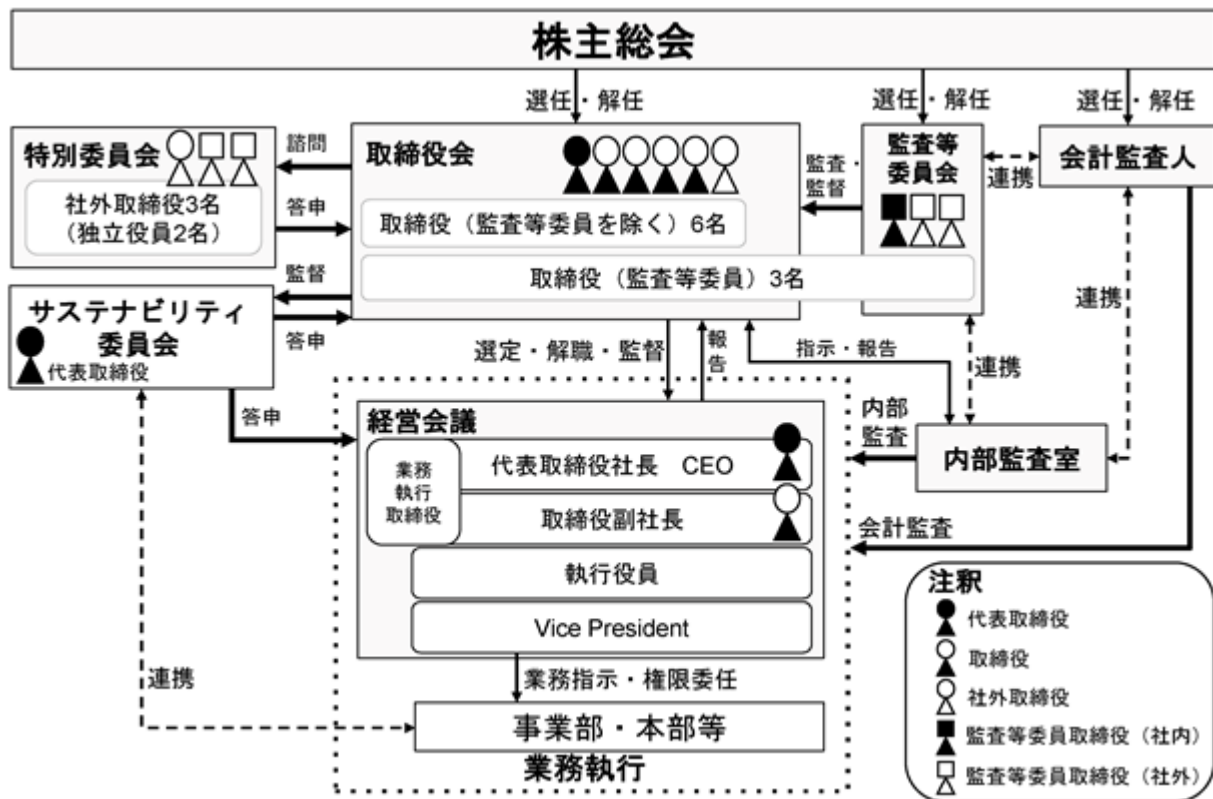 株主総会
選任・解任
選任・解任
選任・解任
特別委員会
社外取締役3名
（独立役員2名）
諮問
答申
取締役会
取締役（監査等委員を除く）6名
取締役（監査等委員）3名
監査・
監督
監査等
委員会
連携
会計監査人
監督
答申
サステナビリティ
委員会
代表取締役
選定・解職・監督
報告
指示・報告
連携
連携
答申
経営会議
業務
執行
取締役
代表取締役社長　CEO
取締役副社長
執行役員
Vice President
内部
監査
内部監査室
会計監査
連携
業務指示・権限委任
事業部・本部等
業務執行
注釈
代表取締役
取締役
社外取締役
監査等委員取締役（社内）
監査等委員取締役（社外）